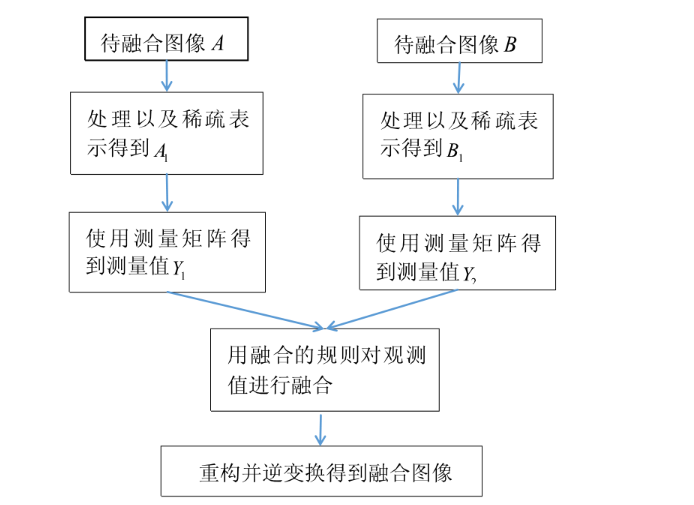 待融合图像 A
待融合图像 B
处理以及稀疏表
示得到 A₁
处理以及稀疏表
示得到 B₁
使用测量矩阵得
到测量值 Y₁
使用测量矩阵得
到测量值 Y₂
用融合的规则对观测
值进行融合
重构并逆变换得到融合图像